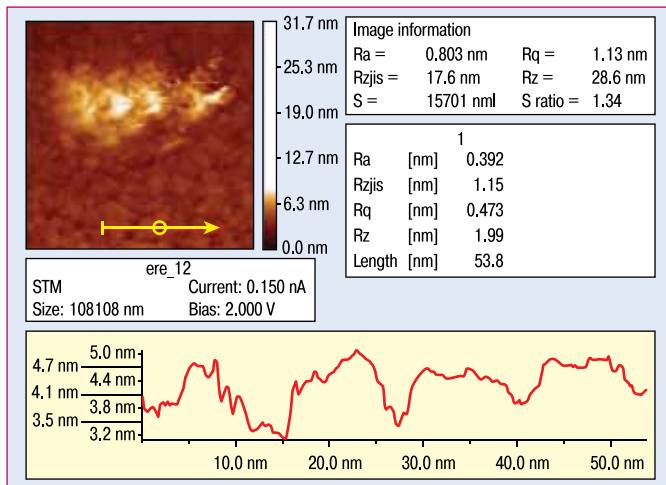 31.7 nm
25.3 nm
19.0 nm
12.7 nm
6.3 nm
0.0 nm
Image information
Ra = 0.803 nm Rq = 1.13 nm
Rzjis = 17.6 nm Rz = 28.6 nm
S = 15701 nml S ratio = 1.34
1
Ra [nm] 0.392
Rzjis [nm] 1.15
Rq [nm] 0.473
Rz [nm] 1.99
Length [nm] 53.8
ere_12
STM Current: 0.150 nA
Size: 108108 nm Bias: 2.000 V
5.0 nm
4.7 nm
4.4 nm
4.1 nm
3.8 nm
3.5 nm
3.2 nm
10.0 nm 20.0 nm 30.0 nm 40.0 nm 50.0 nm